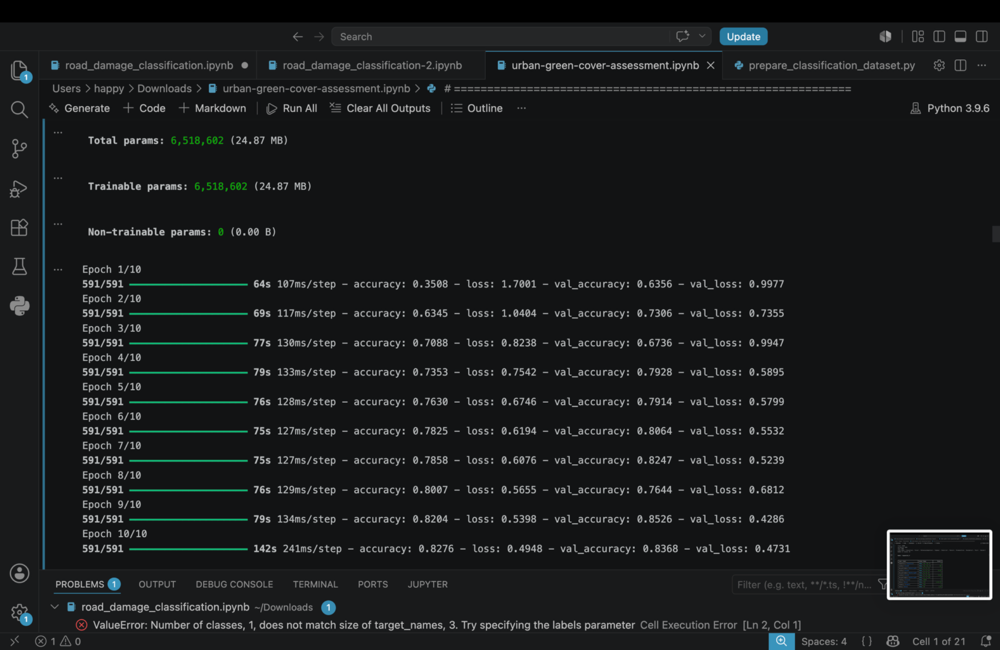 Search
Update
road_damage_classification.ipynb
road_damage_classification-2.ipynb
urban-green-cover-assessment.ipynb
prepare_classification_dataset.py
1
Users > happy > Downloads > urban-green-cover-assessment.ipynb > # ============================================================
Generate + Code + Markdown Run All Clear All Outputs Outline ... Python 3.9.6
Total params: 6,518,602 (24.87 MB)
Trainable params: 6,518,602 (24.87 MB)
Non-trainable params: 0 (0.00 B)
Epoch 1/10
591/591 64s 107ms/step - accuracy: 0.3508 - loss: 1.7001 - val_accuracy: 0.6356 - val_loss: 0.9977
Epoch 2/10
591/591 69s 117ms/step - accuracy: 0.6345 - loss: 1.0404 - val_accuracy: 0.7306 - val_loss: 0.7355
Epoch 3/10
591/591 77s 130ms/step - accuracy: 0.7088 - loss: 0.8238 - val_accuracy: 0.6736 - val_loss: 0.9947
Epoch 4/10
591/591 79s 133ms/step - accuracy: 0.7353 - loss: 0.7542 - val_accuracy: 0.7928 - val_loss: 0.5895
Epoch 5/10
591/591 76s 128ms/step - accuracy: 0.7630 - loss: 0.6746 - val_accuracy: 0.7914 - val_loss: 0.5799
Epoch 6/10
591/591 75s 127ms/step - accuracy: 0.7825 - loss: 0.6194 - val_accuracy: 0.8064 - val_loss: 0.5532
Epoch 7/10
591/591 75s 127ms/step - accuracy: 0.7858 - loss: 0.6076 - val_accuracy: 0.8247 - val_loss: 0.5239
Epoch 8/10
591/591 76s 129ms/step - accuracy: 0.8007 - loss: 0.5655 - val_accuracy: 0.7644 - val_loss: 0.6812
Epoch 9/10
591/591 79s 134ms/step - accuracy: 0.8204 - loss: 0.5398 - val_accuracy: 0.8526 - val_loss: 0.4286
Epoch 10/10
591/591 142s 241ms/step - accuracy: 0.8276 - loss: 0.4948 - val_accuracy: 0.8368 - val_loss: 0.4731
PROBLEMS 1 OUTPUT DEBUG CONSOLE TERMINAL PORTS JUPYTER Filter (e.g. text, **/*.ts, !**/n...
road_damage_classification.ipynb ~/Downloads 1
1
ValueError: Number of classes, 1, does not match size of target_names, 3. Try specifying the labels parameter Cell Execution Error [Ln 2, Col 1]
1 0 Spaces: 4 {} Cell 1 of 21